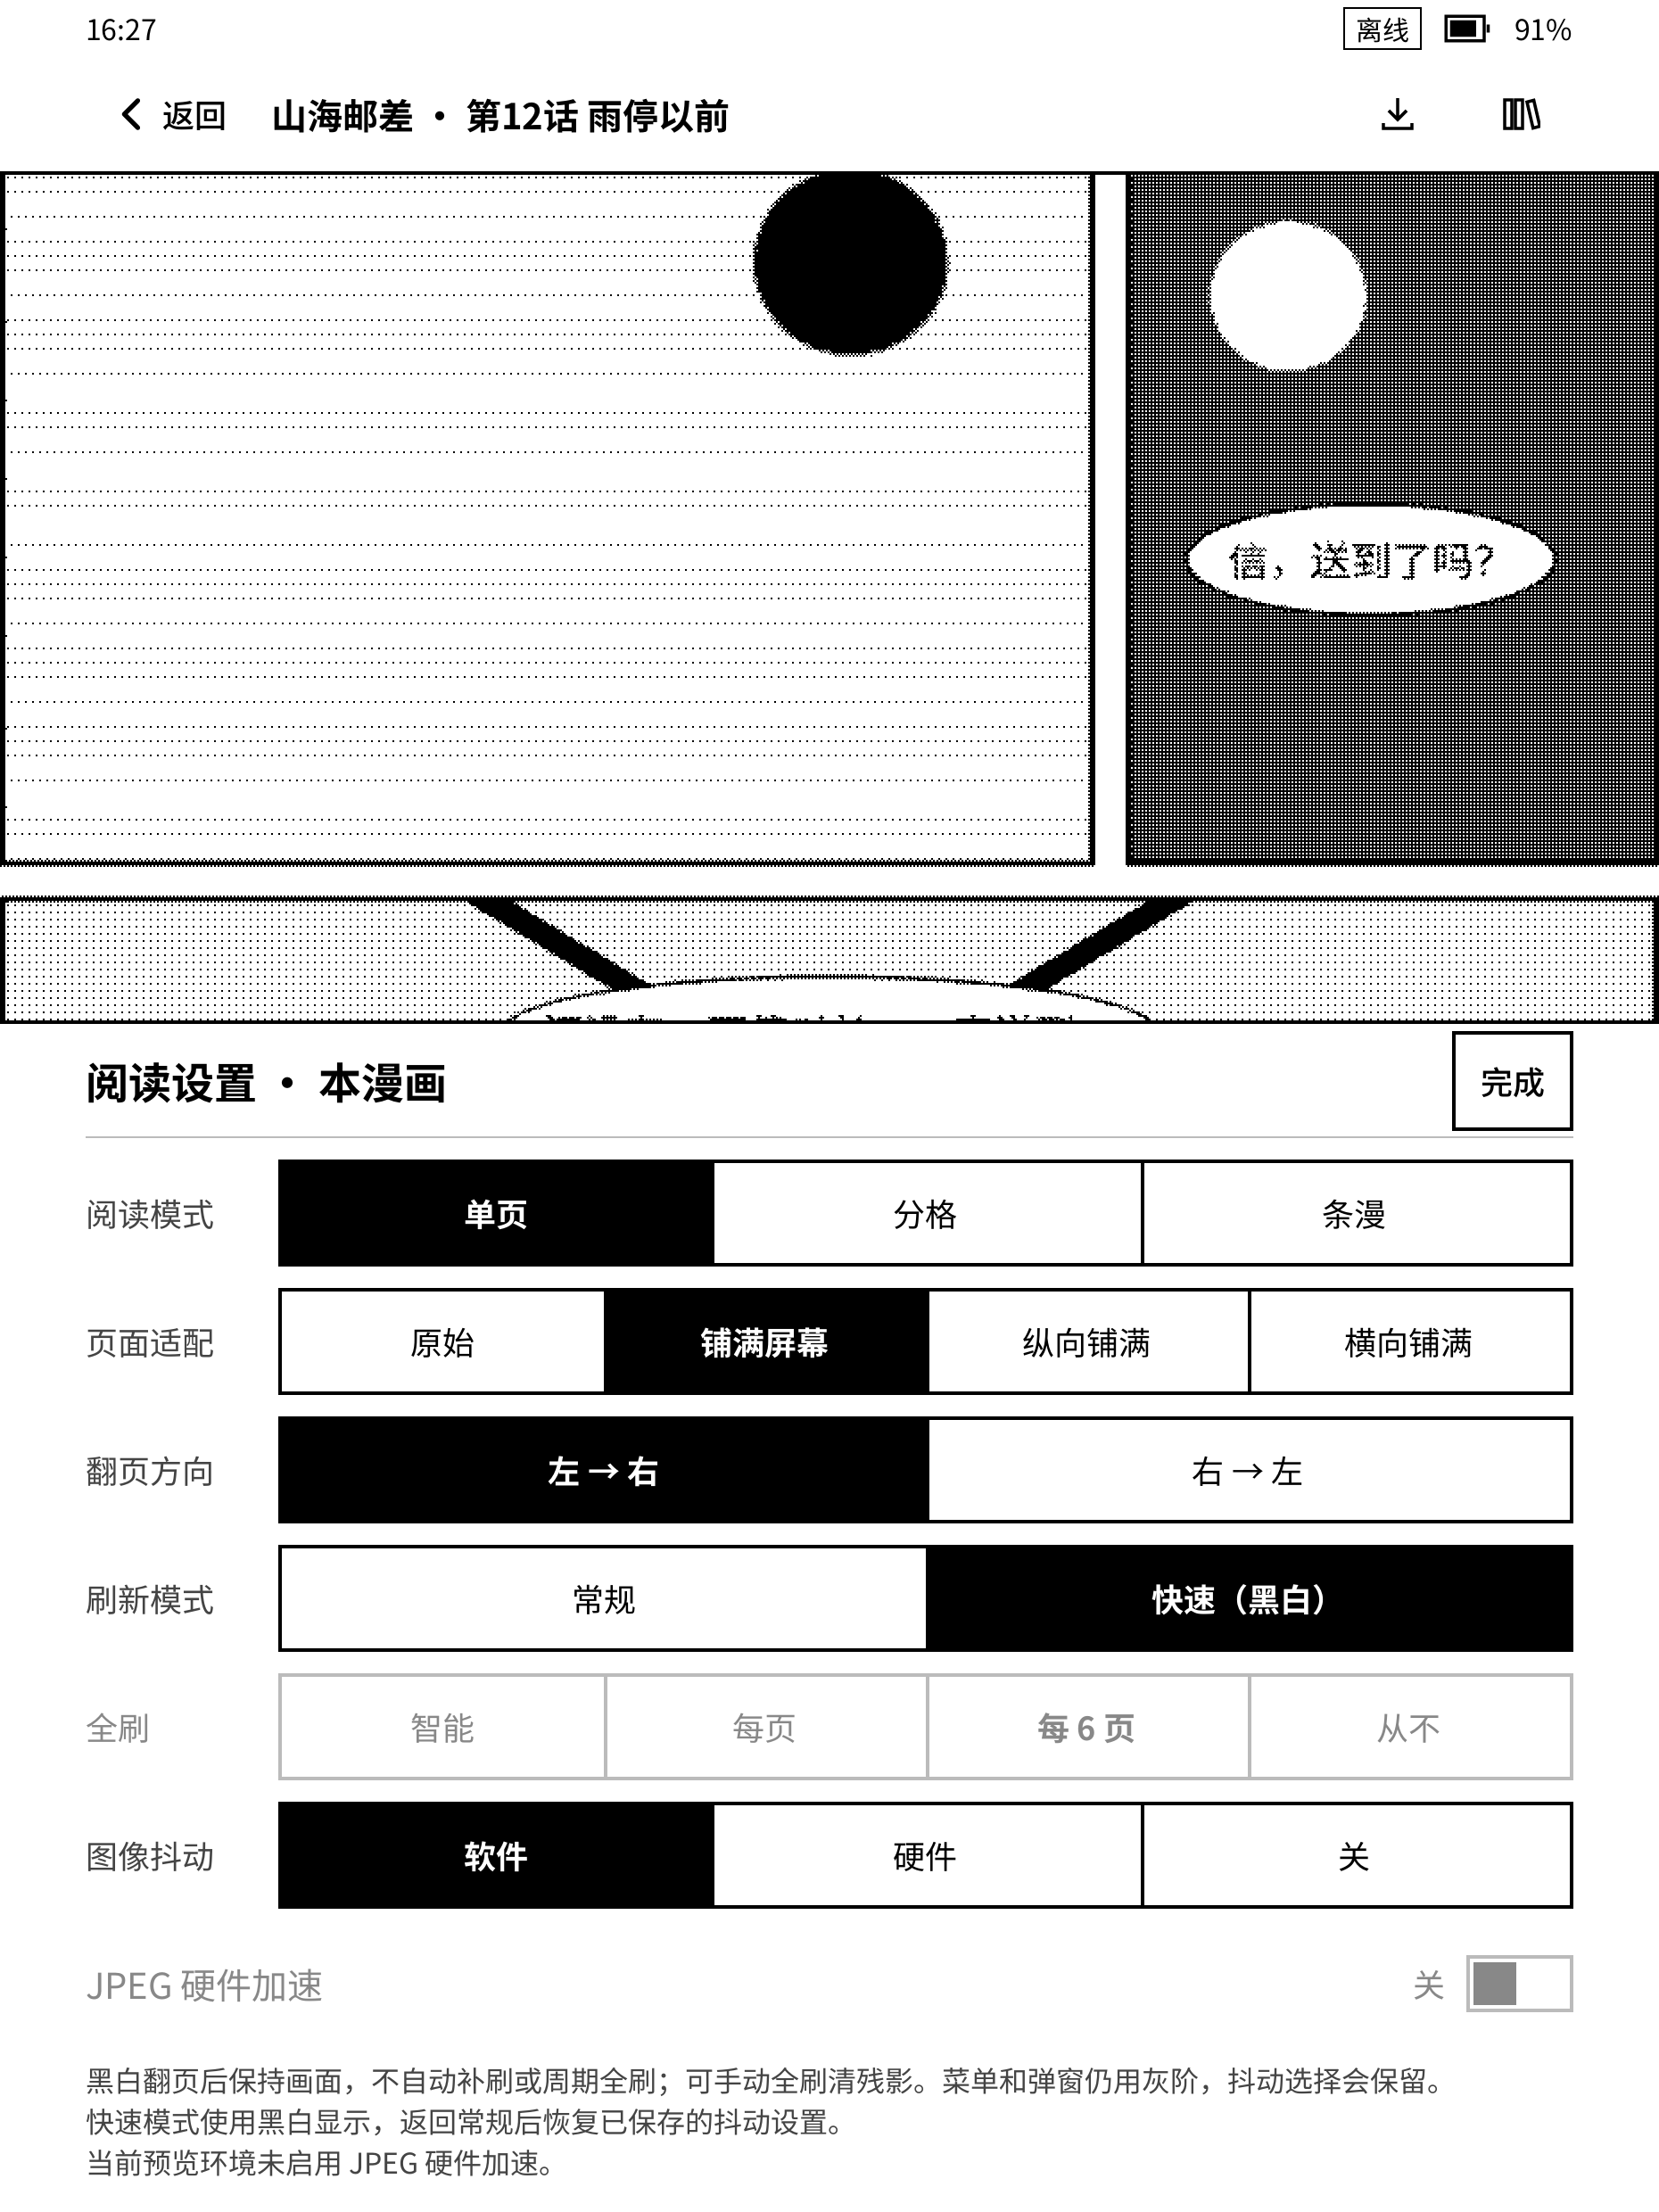 16:27 离线 91%
返回 山海邮差 · 第12话 雨停以前
信，送到了吗？
阅读设置 · 本漫画 完成
阅读模式 单页 分格 条漫
页面适配 原始 铺满屏幕 纵向铺满 横向铺满
翻页方向 左→右 右→左
刷新模式 常规 快速（黑白）
全刷 智能 每页 每 6 页 从不
图像抖动 软件 硬件 关
JPEG 硬件加速 关
黑白翻页后保持画面，不自动补刷或周期全刷；可手动全刷清残影。菜单和弹窗仍用灰阶，抖动选择会保留。
快速模式使用黑白显示，返回常规后恢复已保存的抖动设置。
当前预览环境未启用 JPEG 硬件加速。